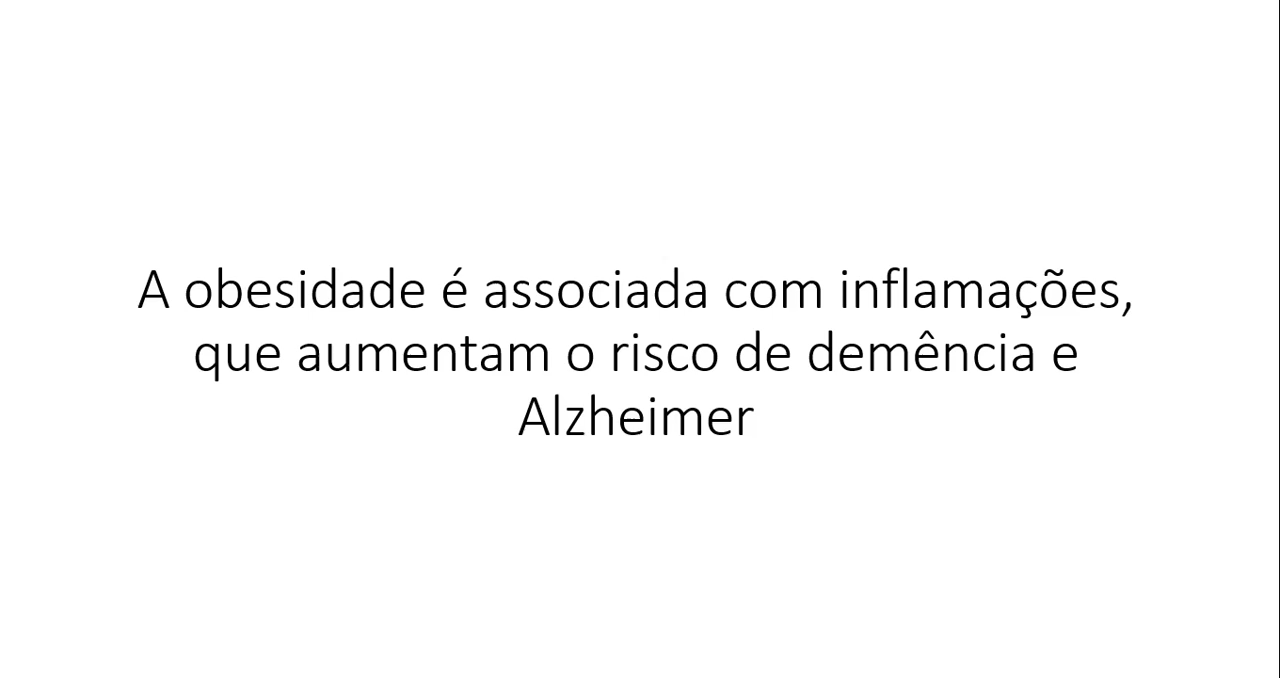 A obesidade é associada com inflamações,
que aumentam o risco de demência e
Alzheimer